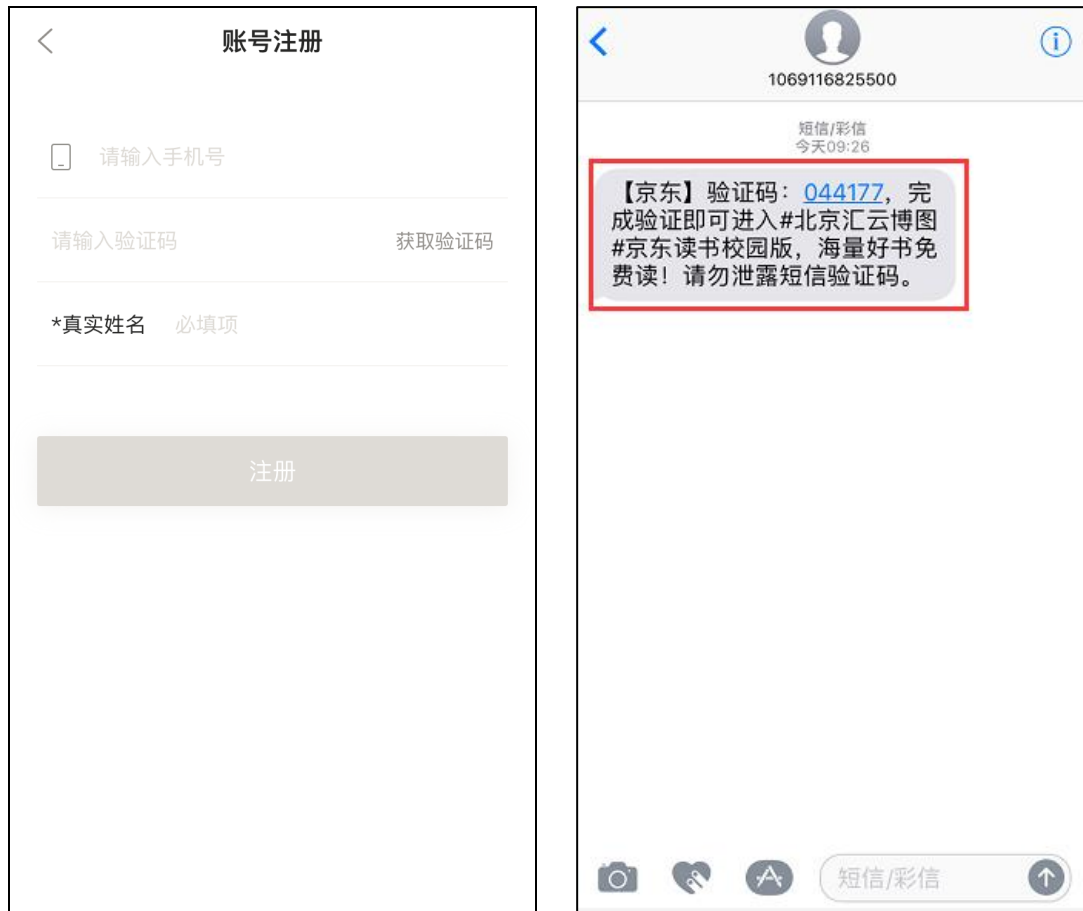 账号注册
请输入手机号
请输入验证码 获取验证码
*真实姓名 必填项
注册
1069116825500
短信/彩信
今天09:26
【京东】验证码：044177，完
成验证即可进入#北京汇云博图
#京东读书校园版，海量好书免
费读！请勿泄露短信验证码。
短信/彩信